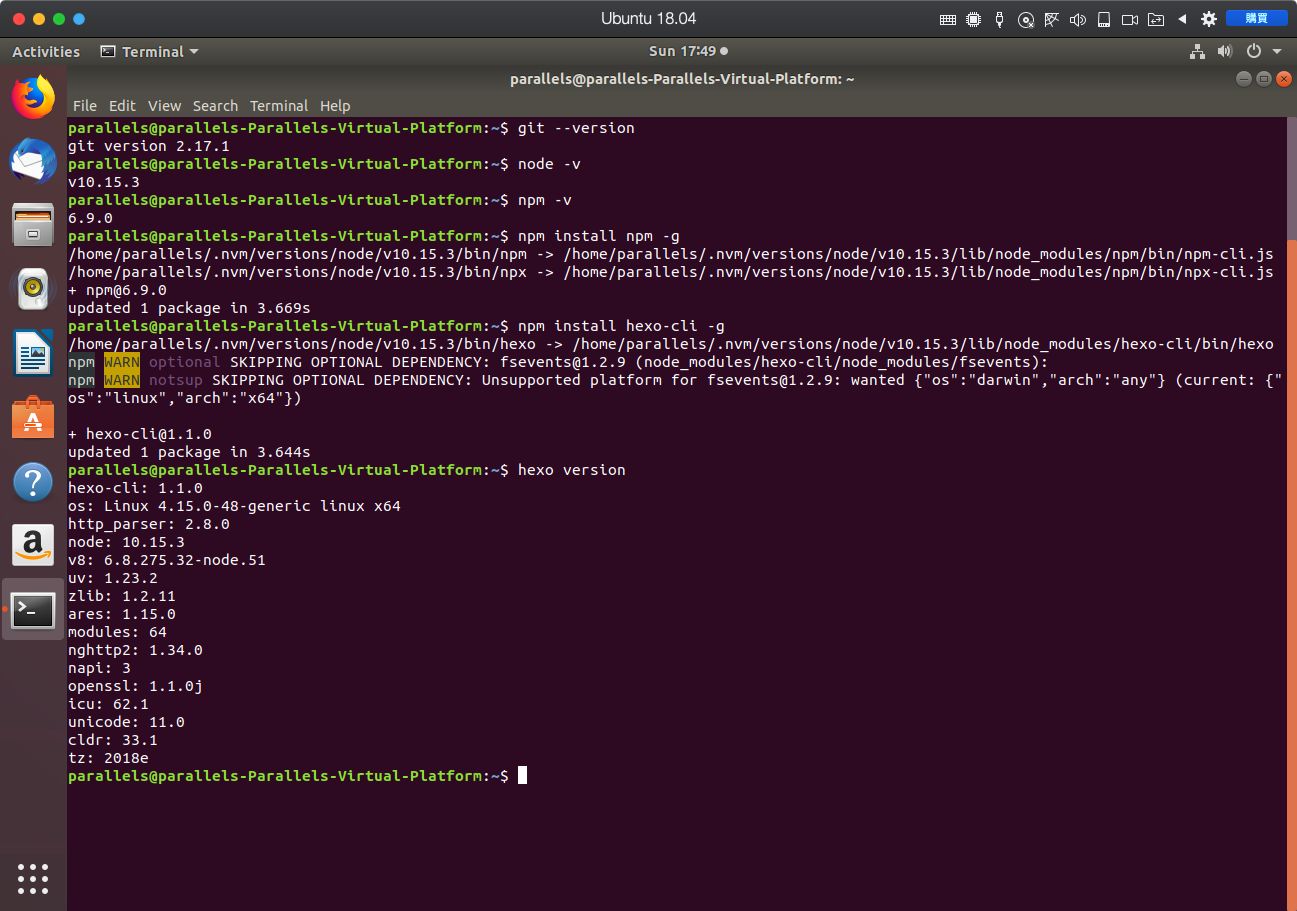 Ubuntu 18.04
購買
Activities
Terminal
Sun 17:49
parallels@parallels-Parallels-Virtual-Platform: ~
File Edit View Search Terminal Help
parallels@parallels-Parallels-Virtual-Platform:~$ git --version
git version 2.17.1
parallels@parallels-Parallels-Virtual-Platform:~$ node -v
v10.15.3
parallels@parallels-Parallels-Virtual-Platform:~$ npm -v
6.9.0
parallels@parallels-Parallels-Virtual-Platform:~$ npm install npm -g
/home/parallels/.nvm/versions/node/v10.15.3/bin/npm -> /home/parallels/.nvm/versions/node/v10.15.3/lib/node_modules/npm/bin/npm-cli.js
/home/parallels/.nvm/versions/node/v10.15.3/bin/npx -> /home/parallels/.nvm/versions/node/v10.15.3/lib/node_modules/npm/bin/npx-cli.js
+ npm@6.9.0
updated 1 package in 3.669s
parallels@parallels-Parallels-Virtual-Platform:~$ npm install hexo-cli -g
/home/parallels/.nvm/versions/node/v10.15.3/bin/hexo -> /home/parallels/.nvm/versions/node/v10.15.3/lib/node_modules/hexo-cli/bin/hexo
npm WARN optional SKIPPING OPTIONAL DEPENDENCY: fsevents@1.2.9 (node_modules/hexo-cli/node_modules/fsevents):
npm WARN notsup SKIPPING OPTIONAL DEPENDENCY: Unsupported platform for fsevents@1.2.9: wanted {"os":"darwin","arch":"any"} (current: {"
os":"linux","arch":"x64"})
+ hexo-cli@1.1.0
updated 1 package in 3.644s
parallels@parallels-Parallels-Virtual-Platform:~$ hexo version
hexo-cli: 1.1.0
os: Linux 4.15.0-48-generic linux x64
http_parser: 2.8.0
node: 10.15.3
v8: 6.8.275.32-node.51
uv: 1.23.2
zlib: 1.2.11
ares: 1.15.0
modules: 64
nghttp2: 1.34.0
napi: 3
openssl: 1.1.0j
icu: 62.1
unicode: 11.0
cldr: 33.1
tz: 2018e
parallels@parallels-Parallels-Virtual-Platform:~$